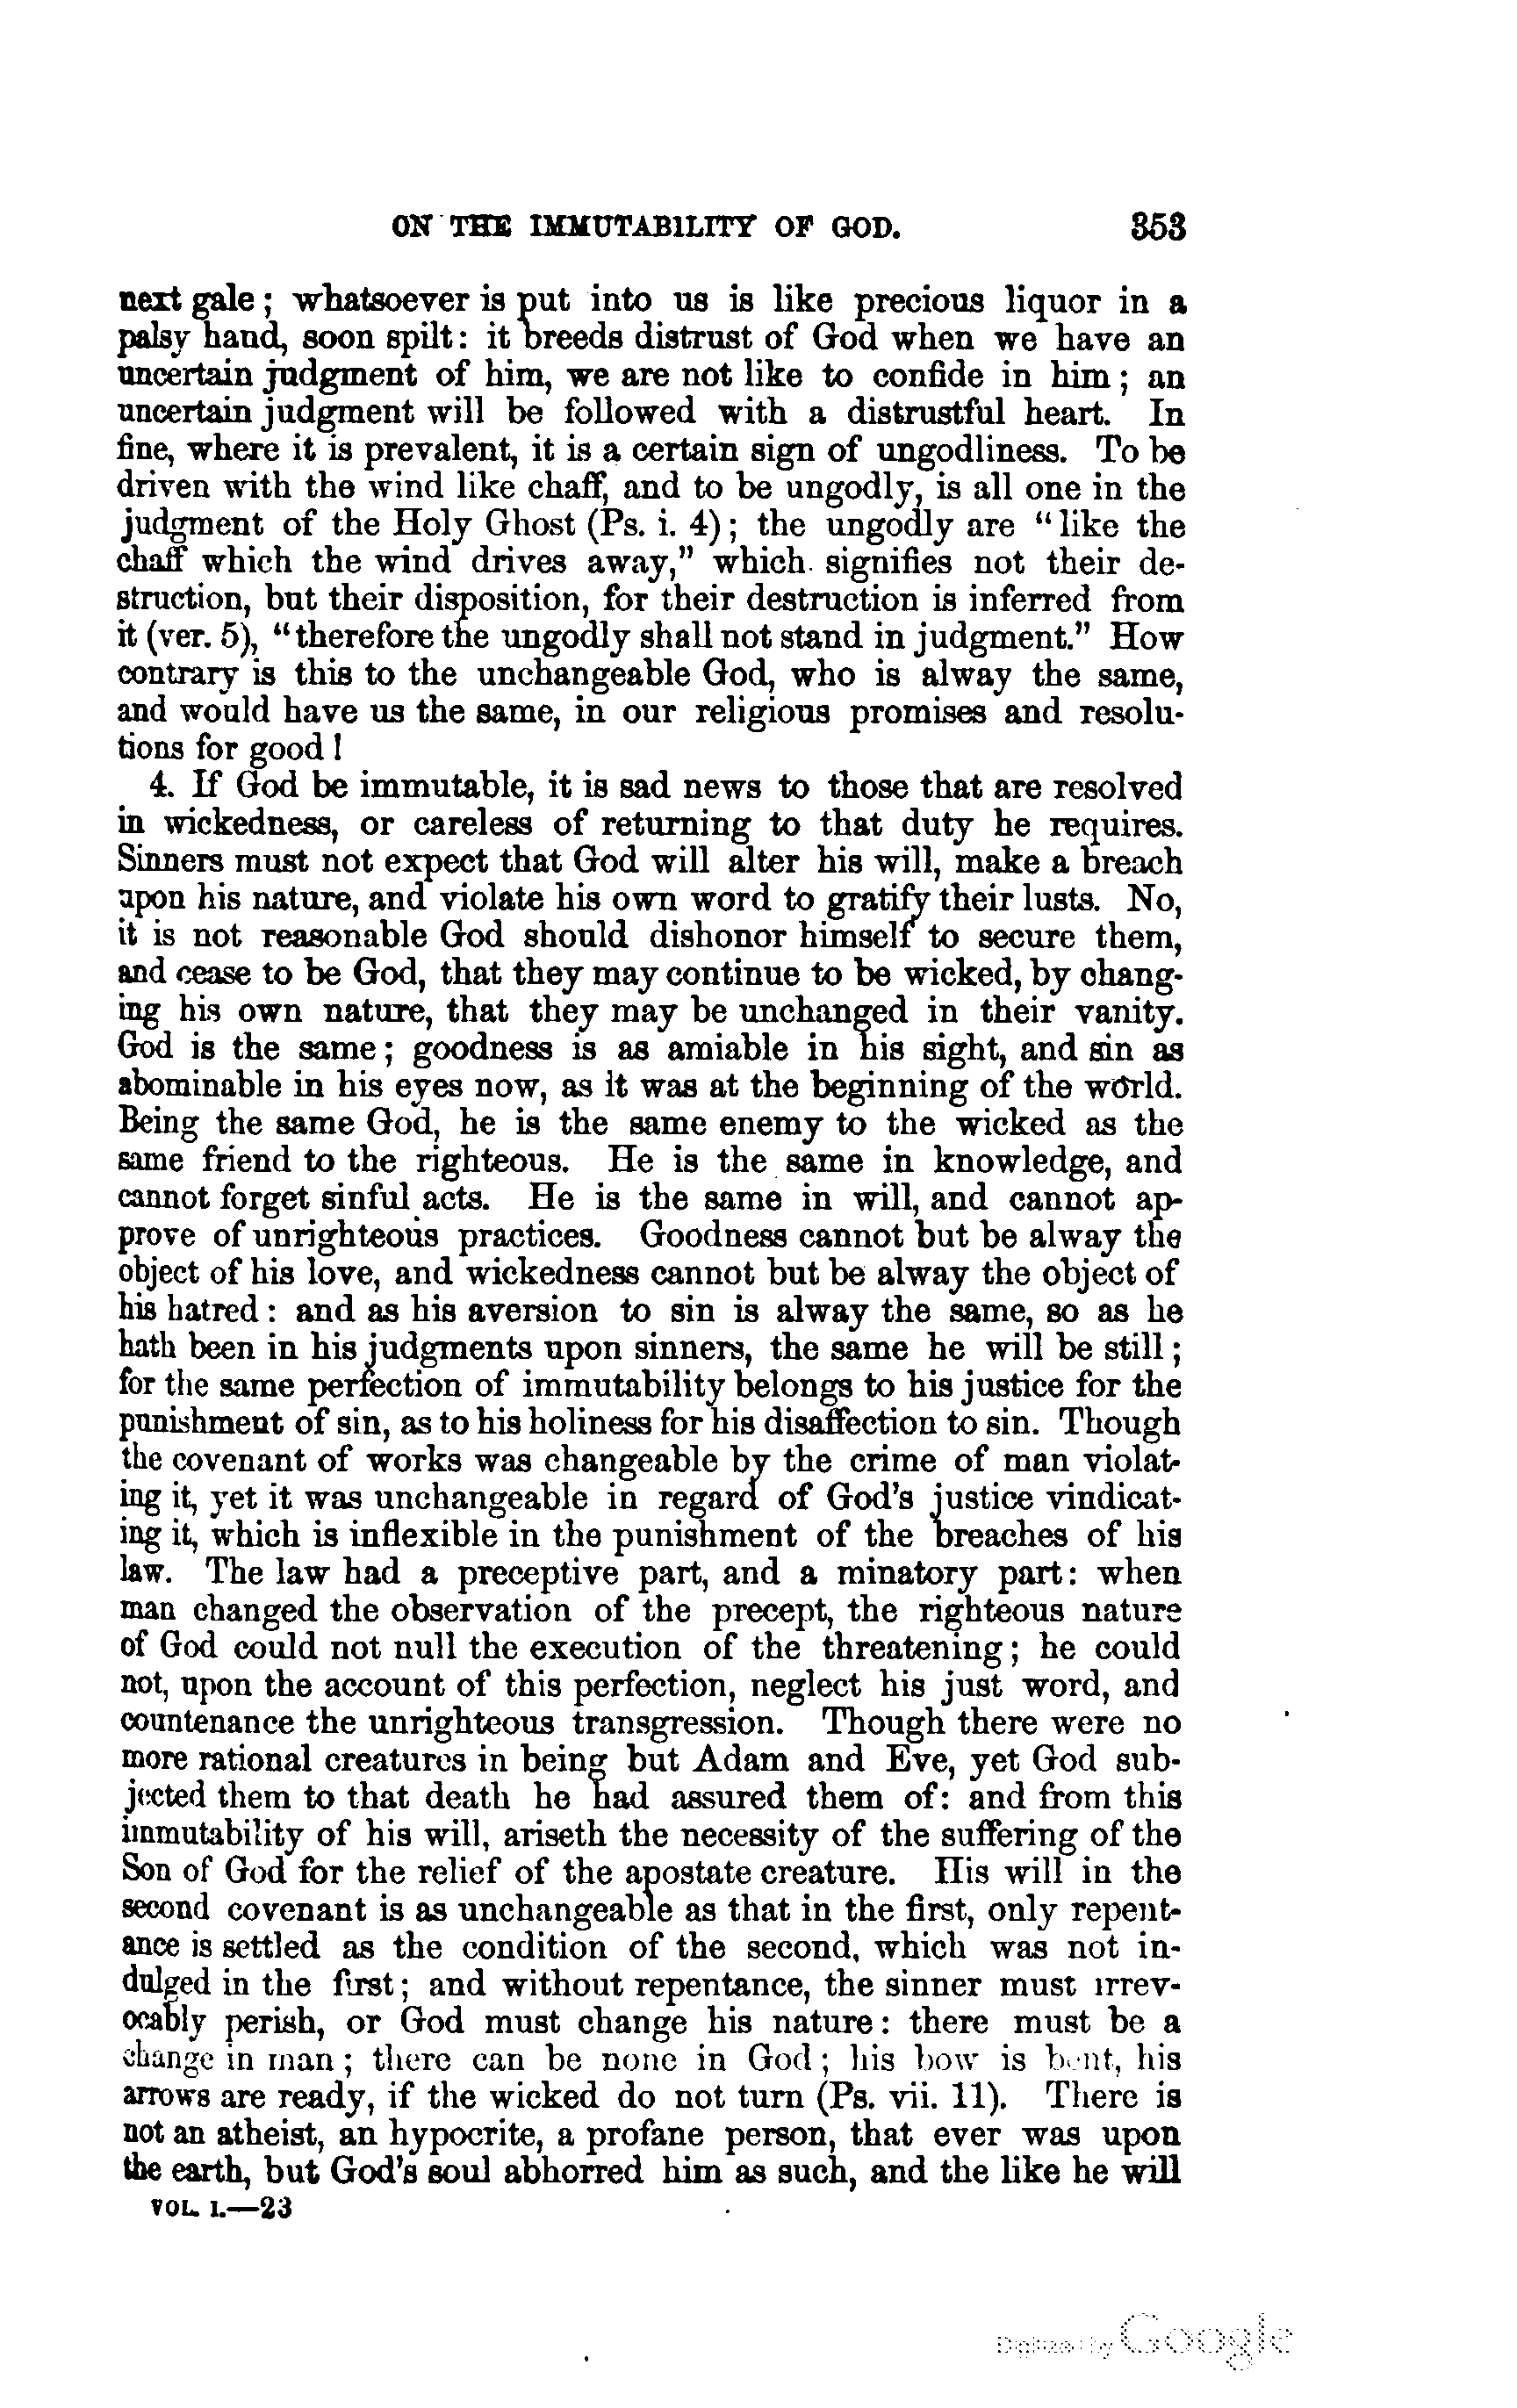 ON THE IMMUTABILITY OF GOD. 353
next gale; whatsoever is put into us is like precious liquor in a
palsy hand, soon spilt: it breeds distrust of God when we have an
uncertain judgment of him, we are not like to confide in him; an
uncertain judgment will be followed with a distrustful heart. In
fine, where it is prevalent, it is a certain sign of ungodliness. To be
driven with the wind like chaff, and to be ungodly, is all one in the
judgment of the Holy Ghost (Ps. i. 4); the ungodly are "like the
chaff which the wind drives away," which signifies not their de-
struction, but their disposition, for their destruction is inferred from
it (ver. 5), "therefore the ungodly shall not stand in judgment." How
contrary is this to the unchangeable God, who is alway the same,
and would have us the same, in our religious promises and resolu-
tions for good!
4. If God be immutable, it is sad news to those that are resolved
in wickedness, or careless of returning to that duty he requires.
Sinners must not expect that God will alter his will, make a breach
upon his nature, and violate his own word to gratify their lusts. No,
it is not reasonable God should dishonor himself to secure them,
and cease to be God, that they may continue to be wicked, by chang-
ing his own nature, that they may be unchanged in their vanity.
God is the same; goodness is as amiable in his sight, and sin as
abominable in his eyes now, as it was at the beginning of the world.
Being the same God, he is the same enemy to the wicked as the
same friend to the righteous. He is the same in knowledge, and
cannot forget sinful acts. He is the same in will, and cannot ap-
prove of unrighteous practices. Goodness cannot but be alway the
object of his love, and wickedness cannot but be alway the object of
his hatred: and as his aversion to sin is alway the same, so as he
hath been in his judgments upon sinners, the same he will be still;
for the same perfection of immutability belongs to his justice for the
punishment of sin, as to his holiness for his disaffection to sin. Though
the covenant of works was changeable by the crime of man violat-
ing it, yet it was unchangeable in regard of God's justice vindicat-
ing it, which is inflexible in the punishment of the breaches of his
law. The law had a preceptive part, and a minatory part: when
man changed the observation of the precept, the righteous nature
of God could not null the execution of the threatening; he could
not, upon the account of this perfection, neglect his just word, and
countenance the unrighteous transgression. Though there were no
more rational creatures in being but Adam and Eve, yet God sub-
jected them to that death he had assured them of: and from this
immutability of his will, ariseth the necessity of the suffering of the
Son of God for the relief of the apostate creature. His will in the
second covenant is as unchangeable as that in the first, only repent-
ance is settled as the condition of the second, which was not in-
dulged in the first; and without repentance, the sinner must irrev-
ocably perish, or God must change his nature: there must be a
change in man; there can be none in God; his bow is bent, his
arrows are ready, if the wicked do not turn (Ps. vii. 11). There is
not an atheist, an hypocrite, a profane person, that ever was upon
the earth, but God's soul abhorred him as such, and the like he will
VOL. I.—23
Digitized by Google